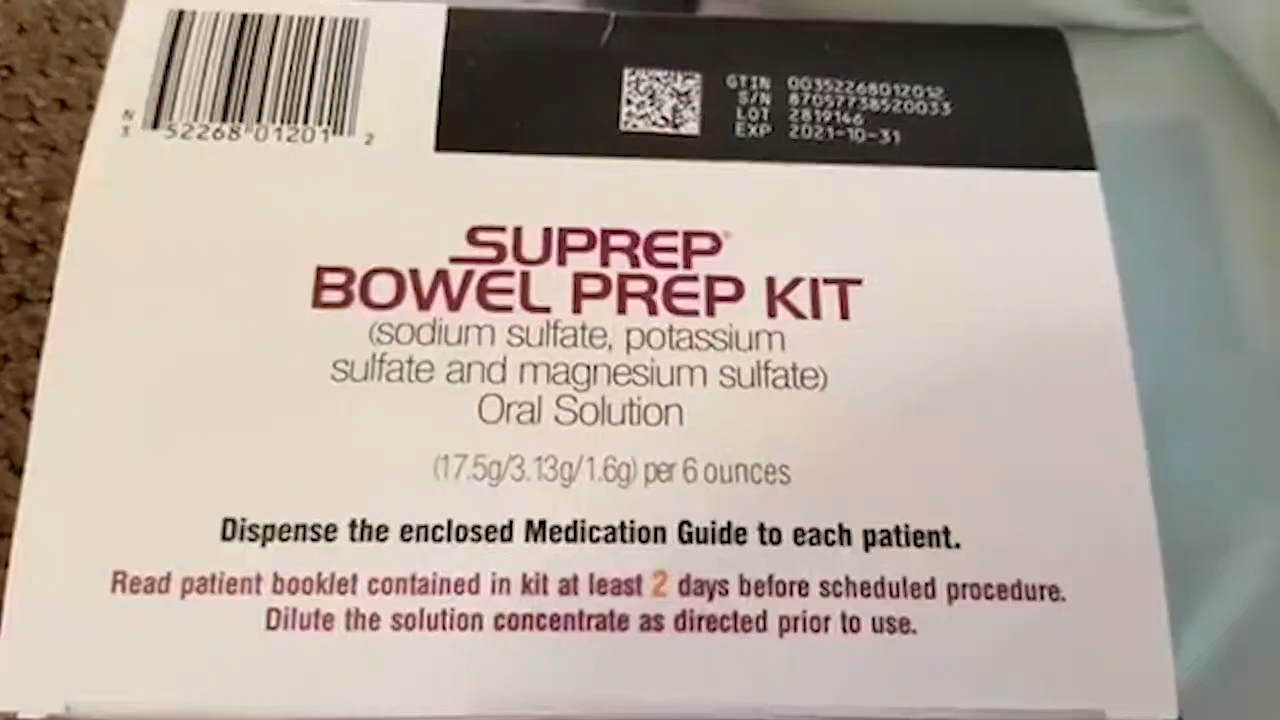 N
3 52268 01201 2
GTIN 00352268012012
S/N 87057738520033
LOT 2819146
EXP 2021-10-31
SUPREP®
BOWEL PREP KIT
(sodium sulfate, potassium
sulfate and magnesium sulfate)
Oral Solution
(17.5g/3.13g/1.6g) per 6 ounces
Dispense the enclosed Medication Guide to each patient.
Read patient booklet contained in kit at least 2 days before scheduled procedure.
Dilute the solution concentrate as directed prior to use.